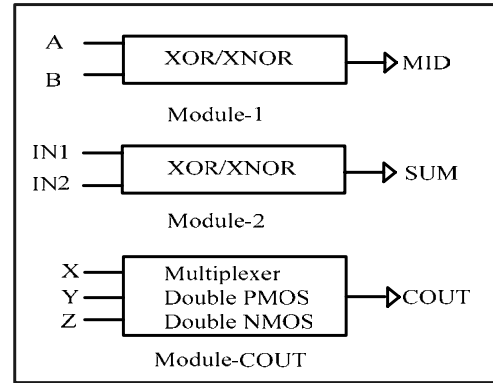 A
XOR/XNOR
MID
B
Module-1
IN1
XOR/XNOR
SUM
IN2
Module-2
X
Multiplexer
Y
Double PMOS
COUT
Z
Double NMOS
Module-COUT